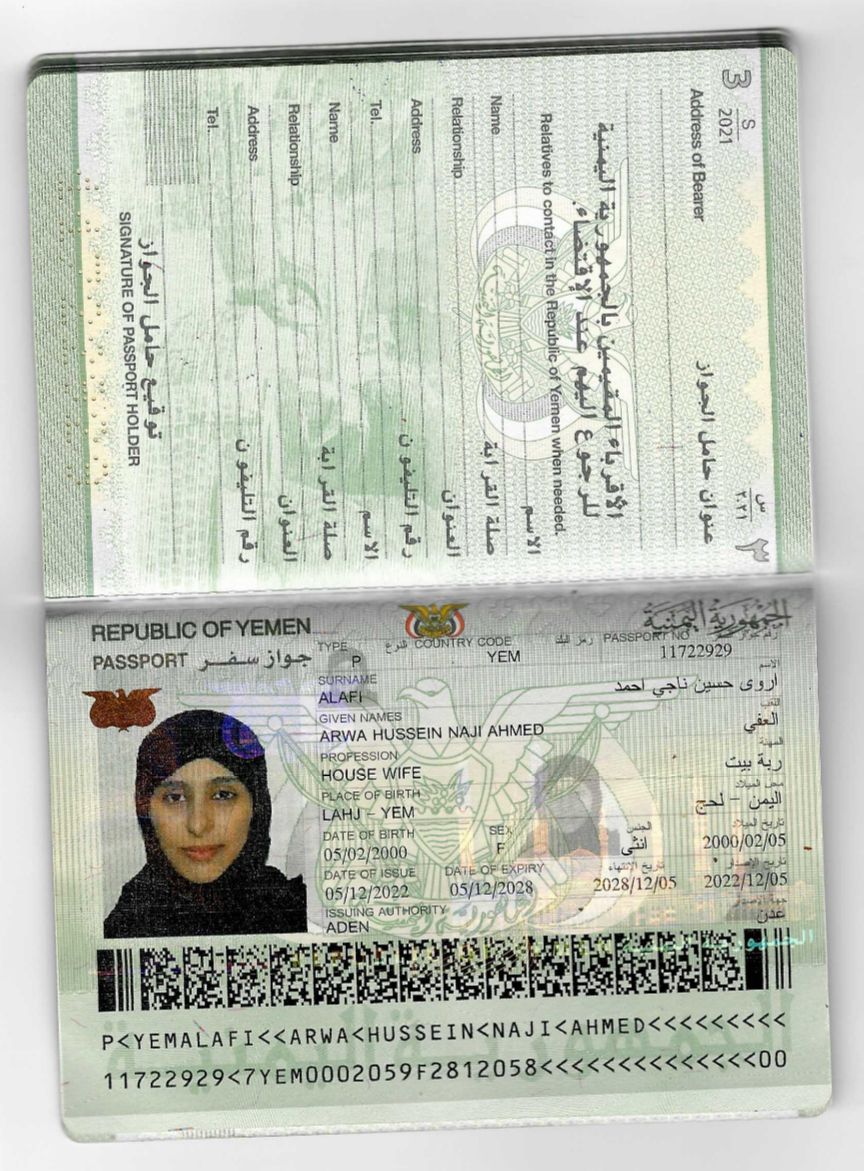 3
S
2021
Address of Bearer
عنوان حامل الجواز
س
٢٠٢١
٣
الأقرباء المقيمين بالجمهورية اليمنية
للرجوع اليهم عند الإقتضاء.
Relatives to contact in the Republic of Yemen when needed.
Name الاسم
Relationship صلة القرابة
Address العنوان
Tel. رقم التليفون
Name الاسم
Relationship صلة القرابة
Address العنوان
Tel. رقم التليفون
توقيع حامل الجواز
SIGNATURE OF PASSPORT HOLDER
REPUBLIC OF YEMEN الجمهورية اليمنية
PASSPORT جواز سفر
TYPE النوع COUNTRY CODE رمز البلد PASSPORT NO
P YEM 11722929
SURNAME الاسم
ALAFI اروى حسين ناجي احمد
GIVEN NAMES اللقب
ARWA HUSSEIN NAJI AHMED العفي
PROFESSION المهنة
HOUSE WIFE ربة بيت
PLACE OF BIRTH محل الميلاد
LAHJ – YEM اليمن – لحج
DATE OF BIRTH SEX الجنس تاريخ الميلاد
05/02/2000 F انثى 2000/02/05
DATE OF ISSUE DATE OF EXPIRY تاريخ الإنتهاء تاريخ الإصدار
05/12/2022 05/12/2028 2028/12/05 2022/12/05
ISSUING AUTHORITY جهة الإصدار
ADEN عدن
P<YEMALAFI<<ARWA<HUSSEIN<NAJI<AHMED<<<<<<<<<
11722929<7YEM0002059F2812058<<<<<<<<<<<<<<00